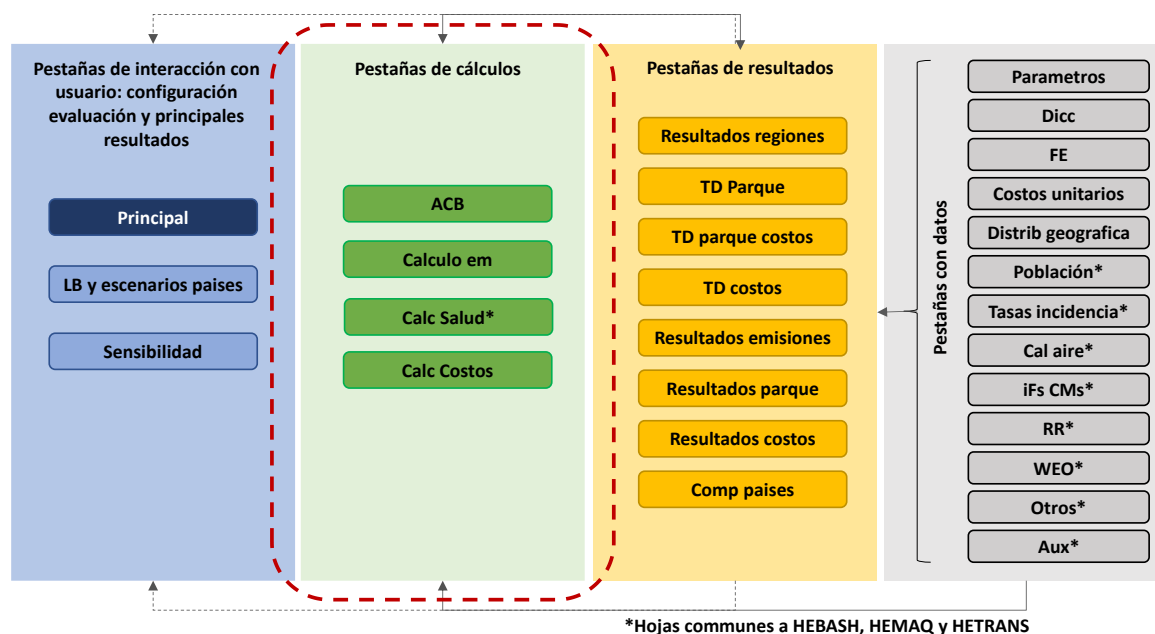 Pestañas de interacción con
usuario: configuración
evaluación y principales
resultados
Principal
LB y escenarios paises
Sensibilidad
Pestañas de cálculos
ACB
Calculo em
Calc Salud*
Calc Costos
Pestañas de resultados
Resultados regiones
TD Parque
TD parque costos
TD costos
Resultados emisiones
Resultados parque
Resultados costos
Comp paises
Pestañas con datos
Parametros
Dicc
FE
Costos unitarios
Distrib geografica
Población*
Tasas incidencia*
Cal aire*
iFs CMs*
RR*
WEO*
Otros*
Aux*
*Hojas communes a HEBASH, HEMAQ y HETRANS